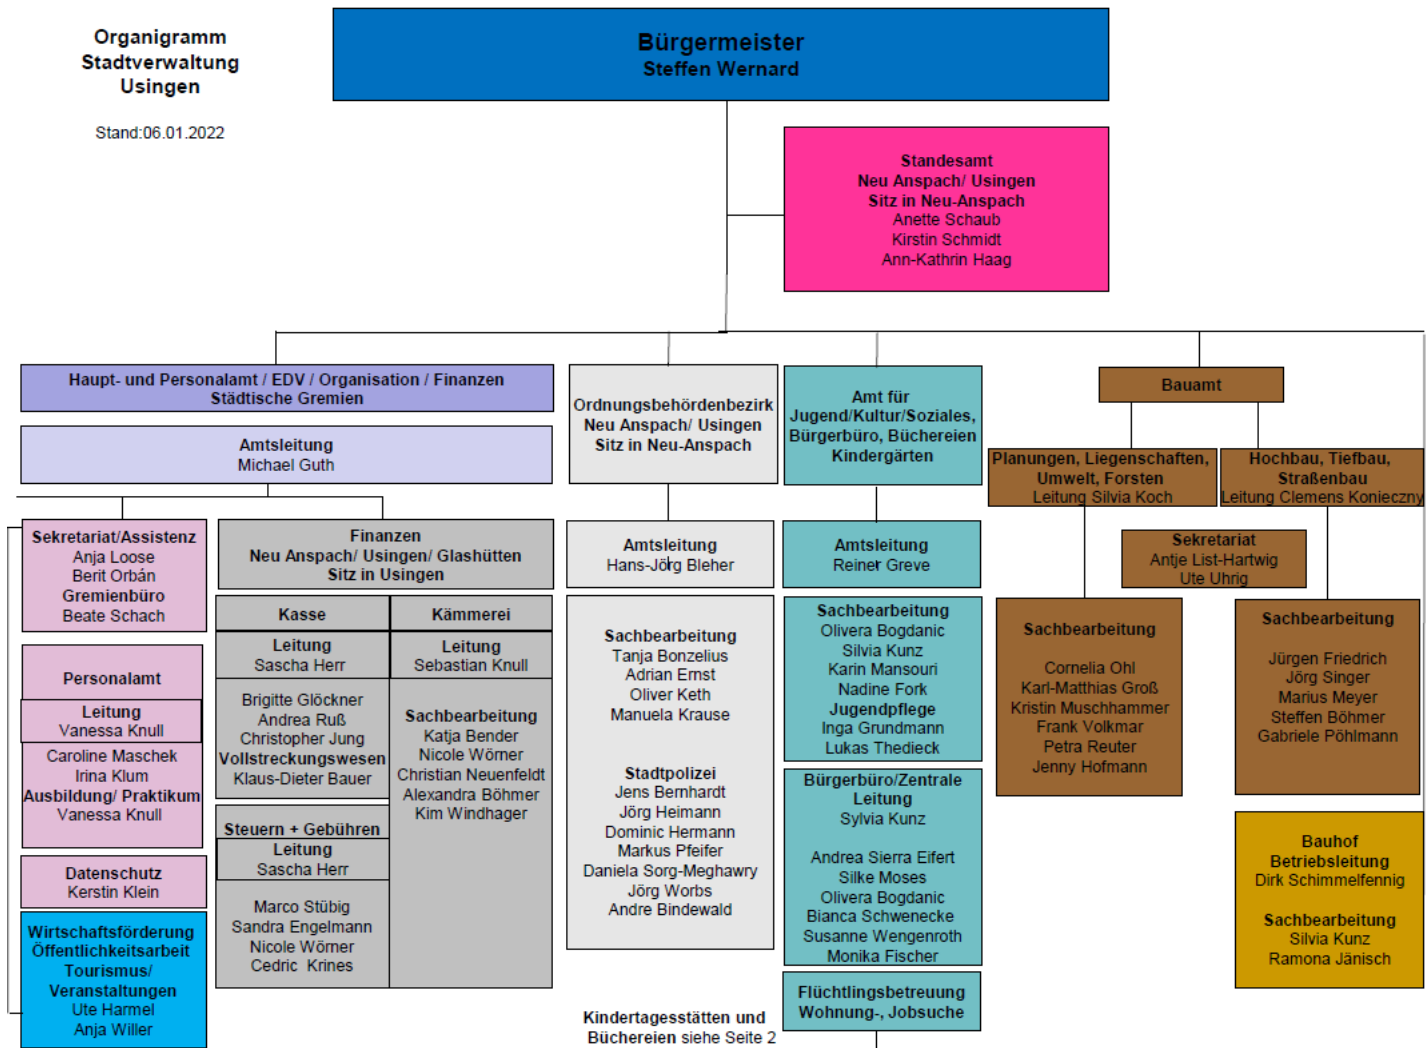 Organigramm
Stadtverwaltung
Usingen
Stand:06.01.2022
Bürgermeister
Steffen Wernard
Standesamt
Neu Anspach/ Usingen
Sitz in Neu-Anspach
Anette Schaub
Kirstin Schmidt
Ann-Kathrin Haag
Haupt- und Personalamt / EDV / Organisation / Finanzen
Städtische Gremien
Amtsleitung
Michael Guth
Sekretariat/Assistenz
Anja Loose
Berit Orbán
Gremienbüro
Beate Schach
Personalamt
Leitung
Vanessa Knull
Caroline Maschek
Irina Klum
Ausbildung/ Praktikum
Vanessa Knull
Datenschutz
Kerstin Klein
Wirtschaftsförderung
Öffentlichkeitsarbeit
Tourismus/
Veranstaltungen
Ute Harmel
Anja Willer
Finanzen
Neu Anspach/ Usingen/ Glashütten
Sitz in Usingen
Kasse
Leitung
Sascha Herr
Brigitte Glöckner
Andrea Ruß
Christopher Jung
Vollstreckungswesen
Klaus-Dieter Bauer
Steuern + Gebühren
Leitung
Sascha Herr
Marco Stübig
Sandra Engelmann
Nicole Wörner
Cedric Krines
Kämmerei
Leitung
Sebastian Knull
Sachbearbeitung
Katja Bender
Nicole Wörner
Christian Neuenfeldt
Alexandra Böhmer
Kim Windhager
Ordnungsbehördenbezirk
Neu Anspach/ Usingen
Sitz in Neu-Anspach
Amtsleitung
Hans-Jörg Bleher
Sachbearbeitung
Tanja Bonzelius
Adrian Ernst
Oliver Keth
Manuela Krause
Stadtpolizei
Jens Bernhardt
Jörg Heimann
Dominic Hermann
Markus Pfeifer
Daniela Sorg-Meghawry
Jörg Worbs
Andre Bindewald
Kindertagesstätten und
Büchereien siehe Seite 2
Amt für
Jugend/Kultur/Soziales,
Bürgerbüro, Büchereien
Kindergärten
Amtsleitung
Reiner Greve
Sachbearbeitung
Olivera Bogdanic
Silvia Kunz
Karin Mansouri
Nadine Fork
Jugendpflege
Inga Grundmann
Lukas Thedieck
Bürgerbüro/Zentrale
Leitung
Sylvia Kunz
Andrea Sierra Eifert
Silke Moses
Olivera Bogdanic
Bianca Schwenecke
Susanne Wengenroth
Monika Fischer
Flüchtlingsbetreuung
Wohnung-, Jobsuche
Bauamt
Planungen, Liegenschaften,
Umwelt, Forsten
Leitung Silvia Koch
Hochbau, Tiefbau,
Straßenbau
Leitung Clemens Konieczny
Sekretariat
Antje List-Hartwig
Ute Uhrig
Sachbearbeitung
Cornelia Ohl
Karl-Matthias Groß
Kristin Muschhammer
Frank Volkmar
Petra Reuter
Jenny Hofmann
Sachbearbeitung
Jürgen Friedrich
Jörg Singer
Marius Meyer
Steffen Böhmer
Gabriele Pöhlmann
Bauhof
Betriebsleitung
Dirk Schimmelfennig
Sachbearbeitung
Silvia Kunz
Ramona Jänisch